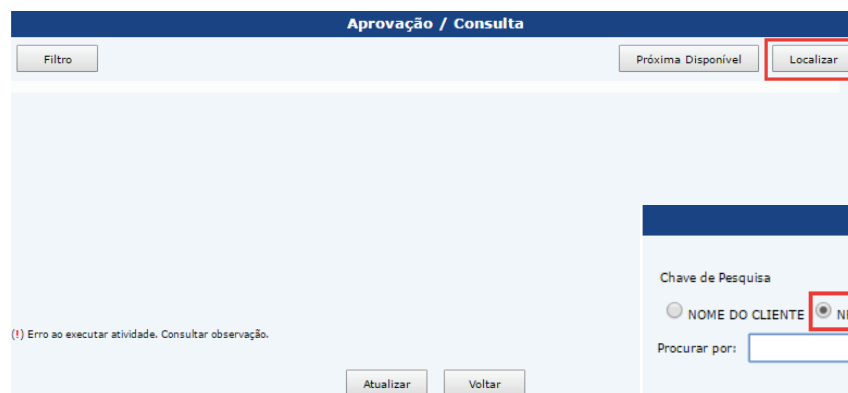 Aprovação / Consulta
Filtro
Próxima Disponível
Localizar
Chave de Pesquisa
NOME DO CLIENTE
(!) Erro ao executar atividade. Consultar observação.
Procurar por:
Atualizar
Voltar